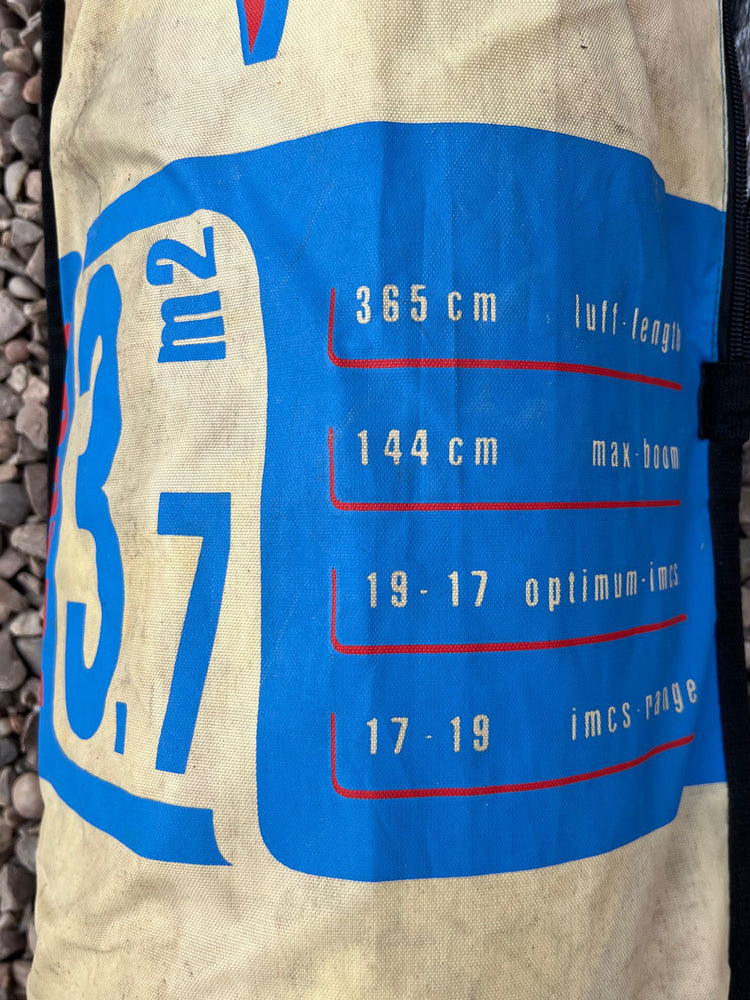 3,7
m2
365 cm luff-length
144 cm max-boom
19-17 optimum-imcs
17-19 imcs-range